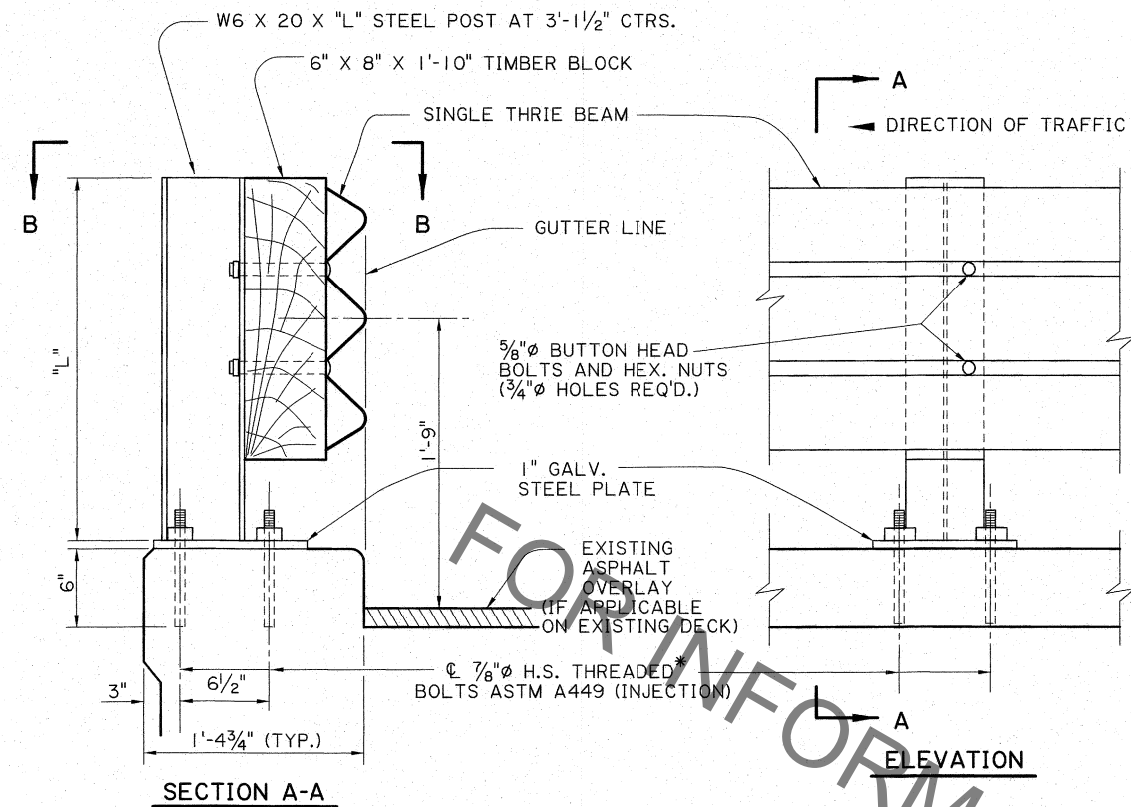 W6 X 20 X "L" STEEL POST AT 3'-1½" CTRS.
6" X 8" X 1'-10" TIMBER BLOCK
SINGLE THRIE BEAM
A
DIRECTION OF TRAFFIC
B
B
GUTTER LINE
"L"
⅝"ø BUTTON HEAD
BOLTS AND HEX. NUTS
(¾"ø HOLES REQ'D.)
1'-9"
1" GALV.
STEEL PLATE
EXISTING
ASPHALT
OVERLAY
(IF APPLICABLE
ON EXISTING DECK)
6"
℄ ⅞"ø H.S. THREADED*
BOLTS ASTM A449 (INJECTION)
3"
6½"
1'-4¾" (TYP.)
A
SECTION A-A
ELEVATION
FOR INFORM